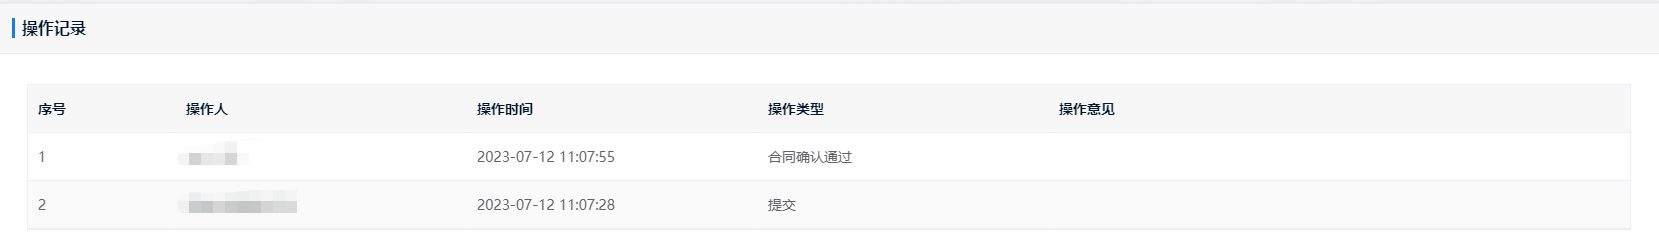 操作记录
序号 操作人 操作时间 操作类型 操作意见
1 2023-07-12 11:07:55 合同确认通过
2 2023-07-12 11:07:28 提交